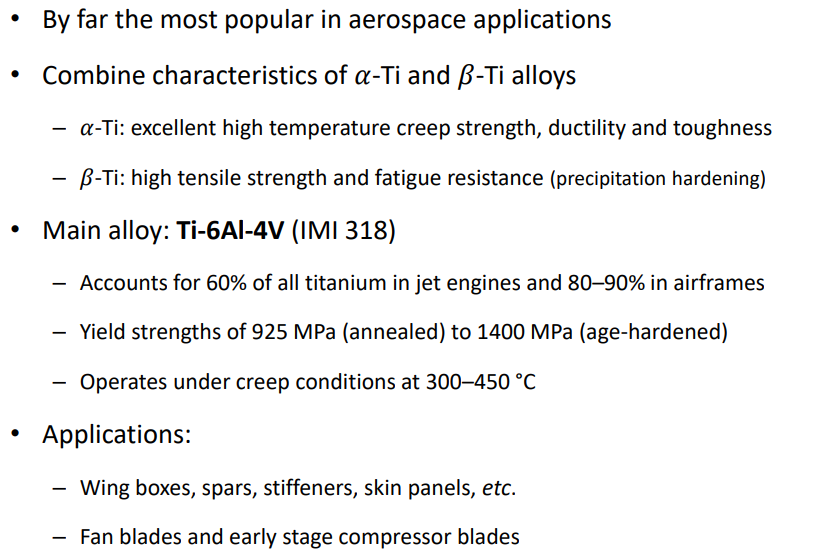 • By far the most popular in aerospace applications
• Combine characteristics of α-Ti and β-Ti alloys
– α-Ti: excellent high temperature creep strength, ductility and toughness
– β-Ti: high tensile strength and fatigue resistance (precipitation hardening)
• Main alloy: Ti-6Al-4V (IMI 318)
– Accounts for 60% of all titanium in jet engines and 80–90% in airframes
– Yield strengths of 925 MPa (annealed) to 1400 MPa (age-hardened)
– Operates under creep conditions at 300–450 °C
• Applications:
– Wing boxes, spars, stiffeners, skin panels, etc.
– Fan blades and early stage compressor blades